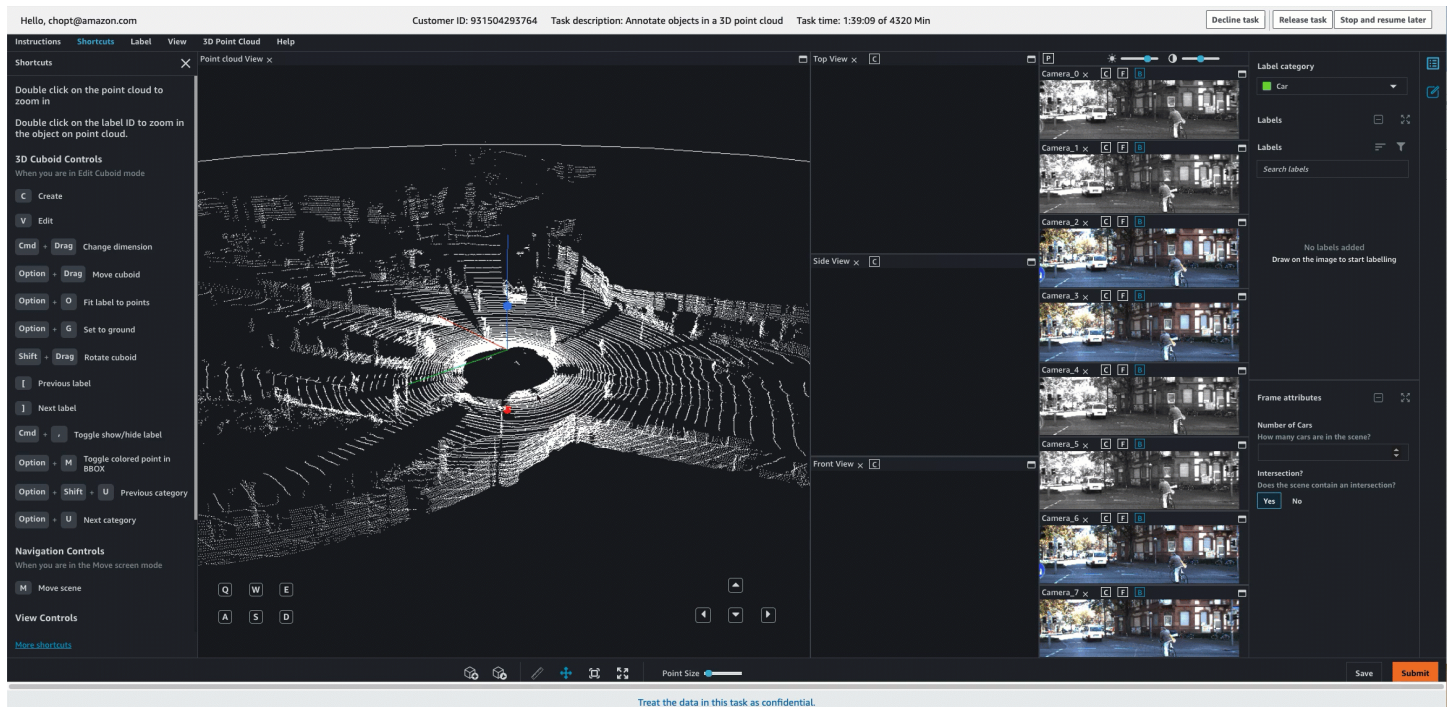 Hello, chopt@amazon.com
Customer ID: 931504293764 Task description: Annotate objects in a 3D point cloud Task time: 1:39:09 of 4320 Min
Decline task Release task Stop and resume later
Instructions Shortcuts Label View 3D Point Cloud Help
Shortcuts
Double click on the point cloud to
zoom in
Double click on the label ID to zoom in
the object on point cloud.
3D Cuboid Controls
When you are in Edit Cuboid mode
C Create
V Edit
Cmd + Drag Change dimension
Option + Drag Move cuboid
Option + O Fit label to points
Option + G Set to ground
Shift + Drag Rotate cuboid
[ Previous label
] Next label
Cmd + , Toggle show/hide label
Option + M Toggle colored point in
BBOX
Option + Shift + U Previous category
Option + U Next category
Navigation Controls
When you are in the Move screen mode
M Move scene
View Controls
More shortcuts
Point cloud View
Q W E
A S D
Top View C
Side View C
Front View C
P
Camera_0 C F B
Camera_1 C F B
Camera_2 C F B
Camera_3 C F B
Camera_4 C F B
Camera_5 C F B
Camera_6 C F B
Camera_7 C F B
Label category
Car
Labels
Labels
Search labels
No labels added
Draw on the image to start labelling
Frame attributes
Number of Cars
How many cars are in the scene?
Intersection?
Does the scene contain an intersection?
Yes No
Point Size
Save Submit
Treat the data in this task as confidential.